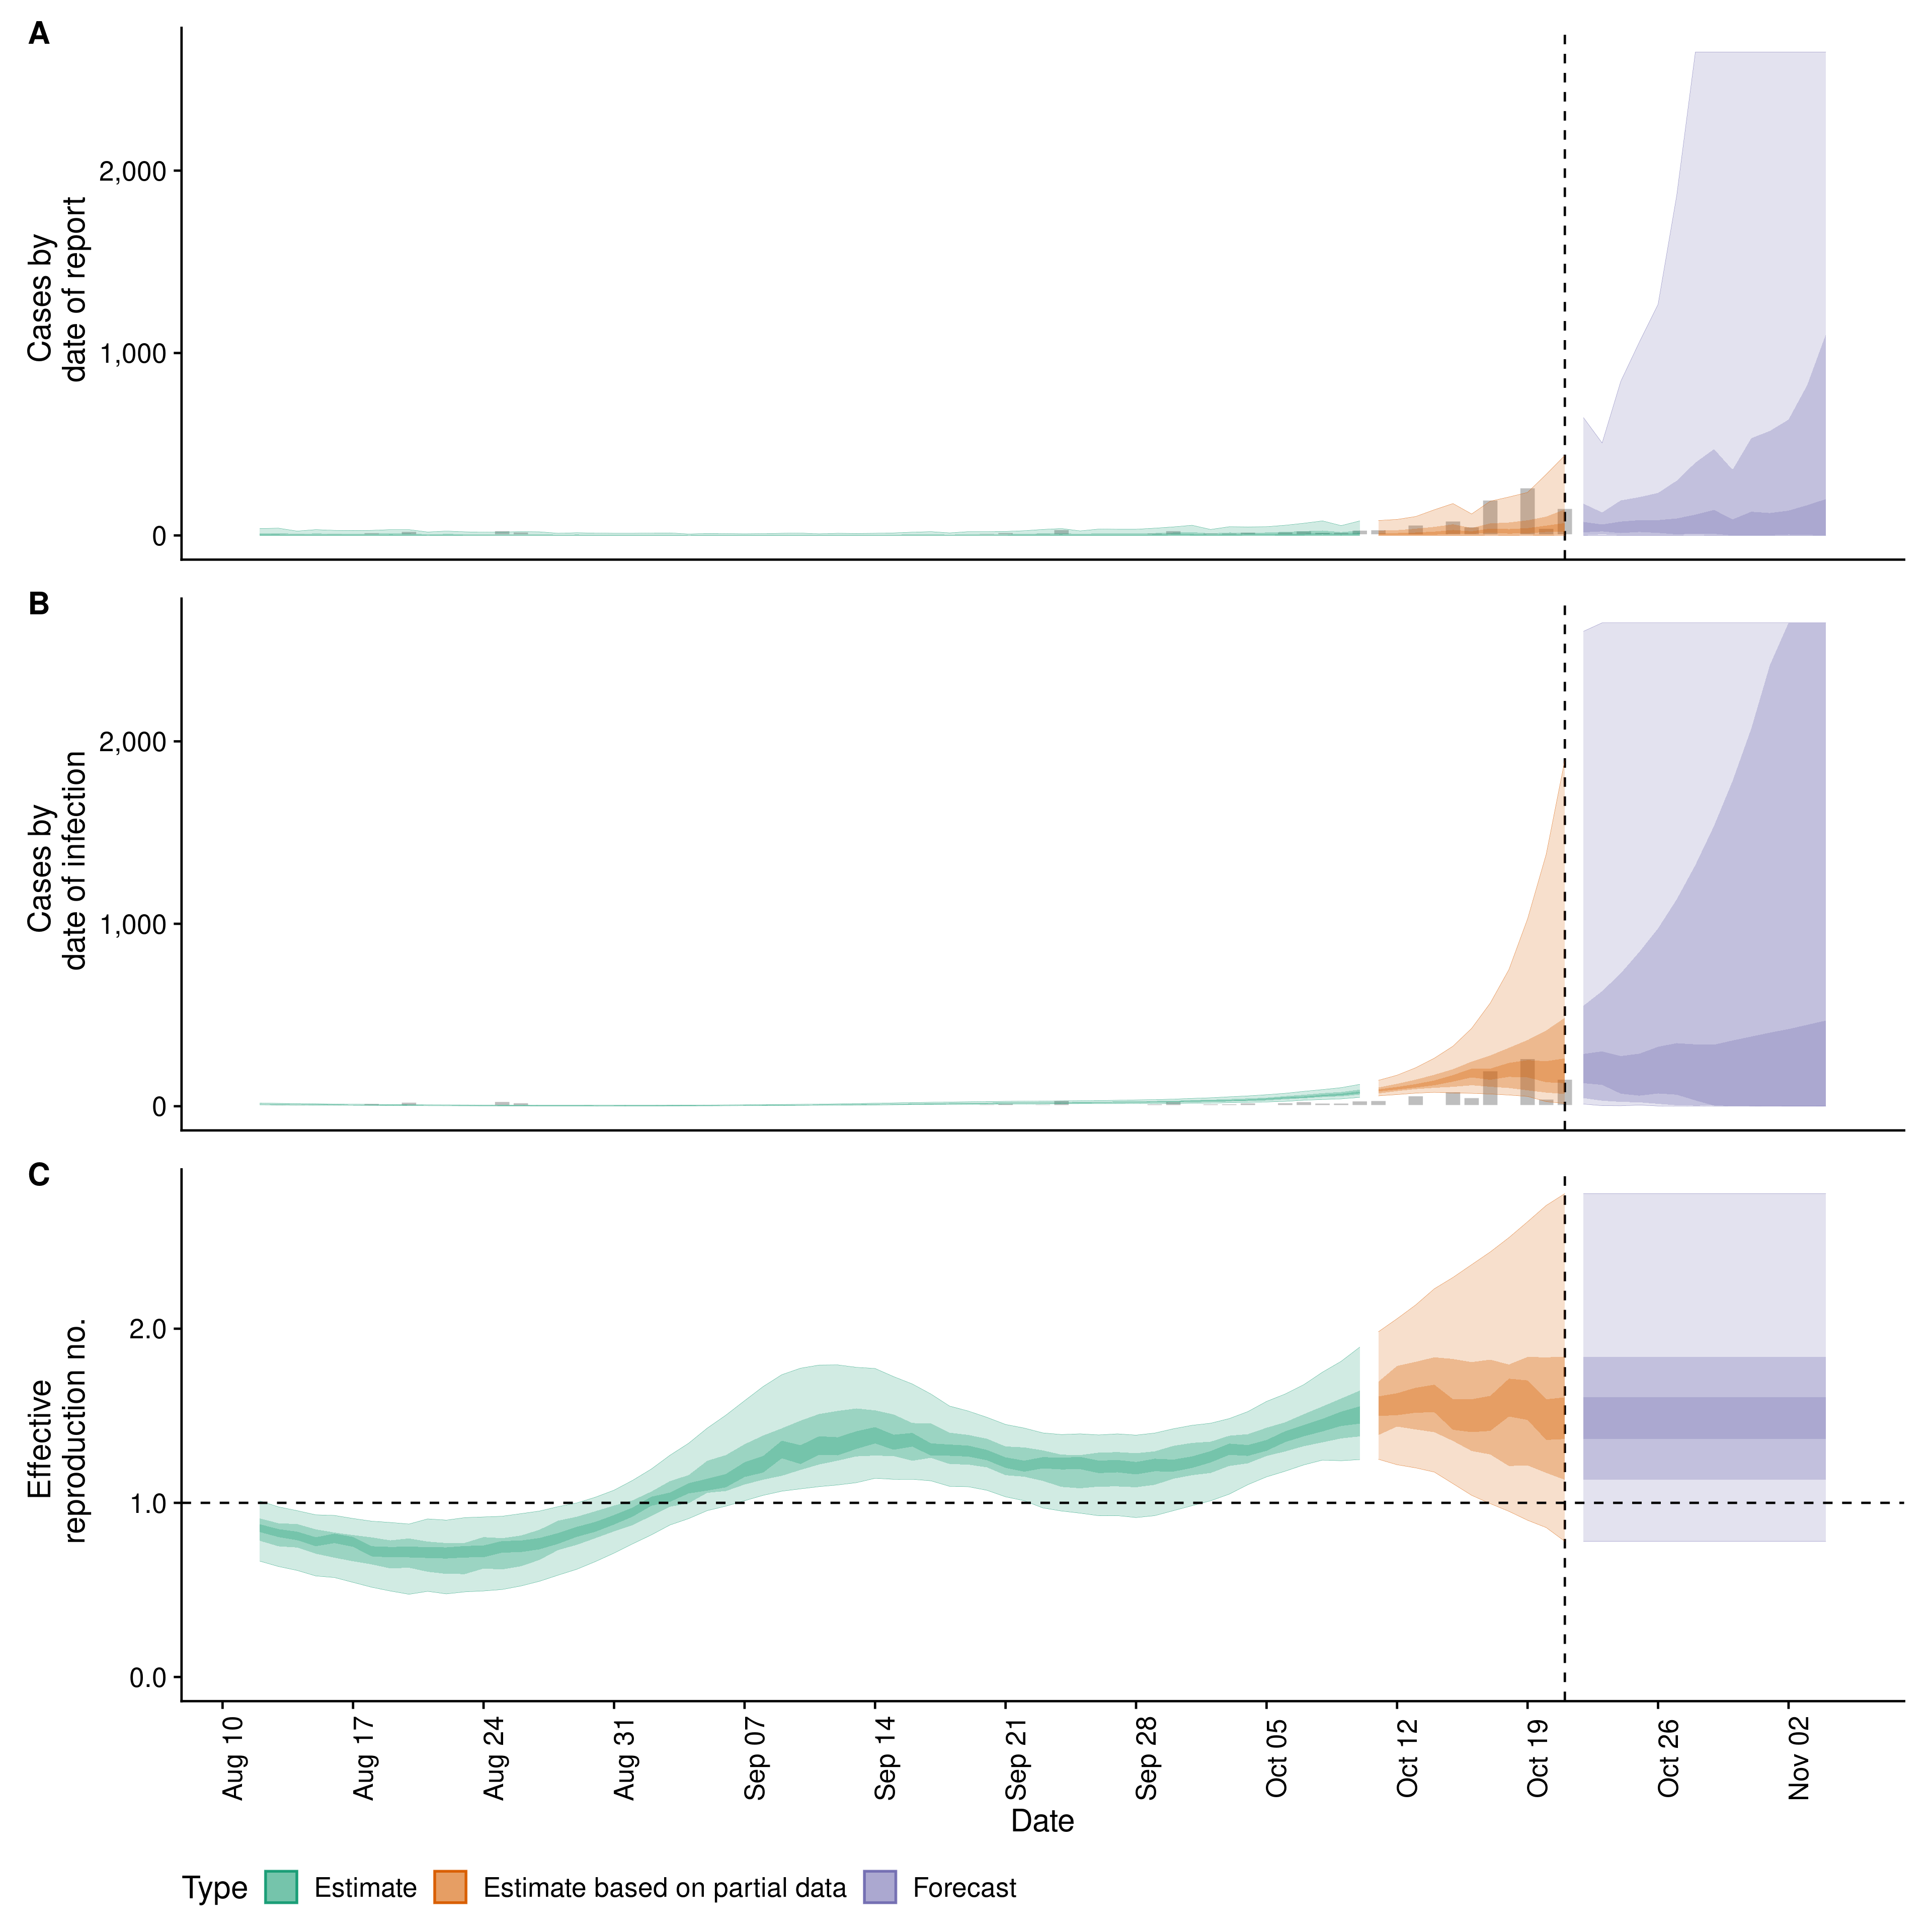 A
Cases by
date of report
2,000
1,000
0
B
Cases by
date of infection
2,000
1,000
0
C
Effective
reproduction no.
2.0
1.0
0.0
Aug 10
Aug 17
Aug 24
Aug 31
Sep 07
Sep 14
Sep 21
Sep 28
Oct 05
Oct 12
Oct 19
Oct 26
Nov 02
Date
Type Estimate Estimate based on partial data Forecast